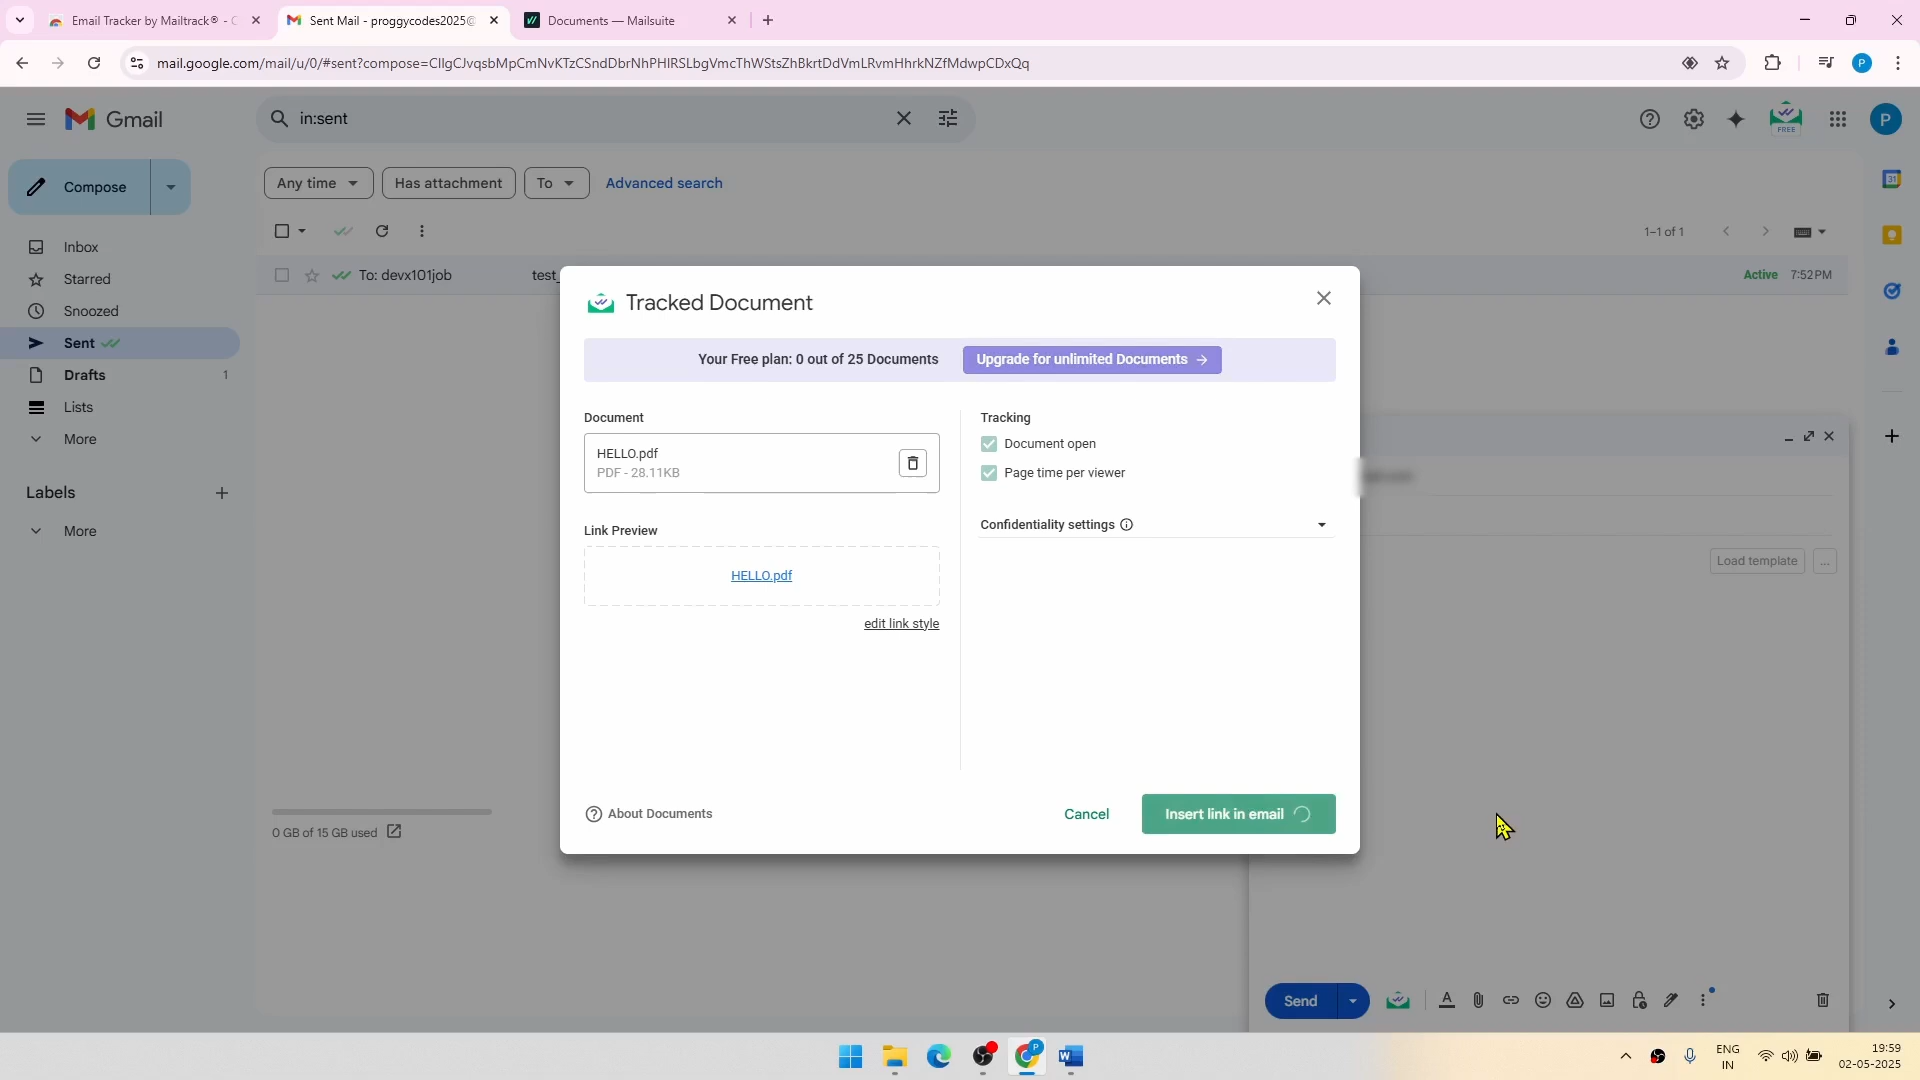 Email Tracker by Mailtrack® - C
Sent Mail - proggycodes2025@
Documents — Mailsuite
mail.google.com/mail/u/0/#sent?compose=CllgCJvqsbMpCmNvKTzCSndDbrNhPHlRSLbgVmcThWStsZhBkrtDdVmLRvmHhrkNZfMdwpCDxQq
P
Gmail
in:sent
FREE
P
Compose
Any time
Has attachment
To
Advanced search
31
1–1 of 1
Inbox
Starred
Snoozed
Sent
Drafts
1
Lists
More
To: devx101job
test_
Active
7:52PM
Labels
More
0 GB of 15 GB used
Tracked Document
Your Free plan: 0 out of 25 Documents
Upgrade for unlimited Documents →
Document
HELLO.pdf
PDF - 28.11KB
Link Preview
HELLO.pdf
edit link style
Tracking
Document open
Page time per viewer
Confidentiality settings
About Documents
Cancel
Insert link in email
Load template
...
Send
ENG
IN
19:59
02-05-2025